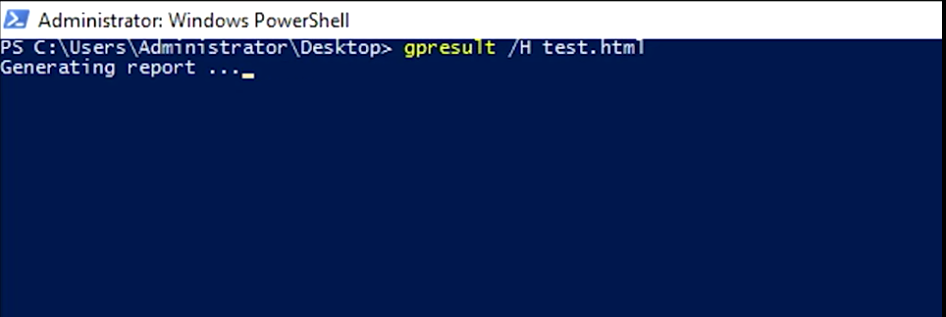 Administrator: Windows PowerShell
PS C:\Users\Administrator\Desktop> gpresult /H test.html
Generating report ...